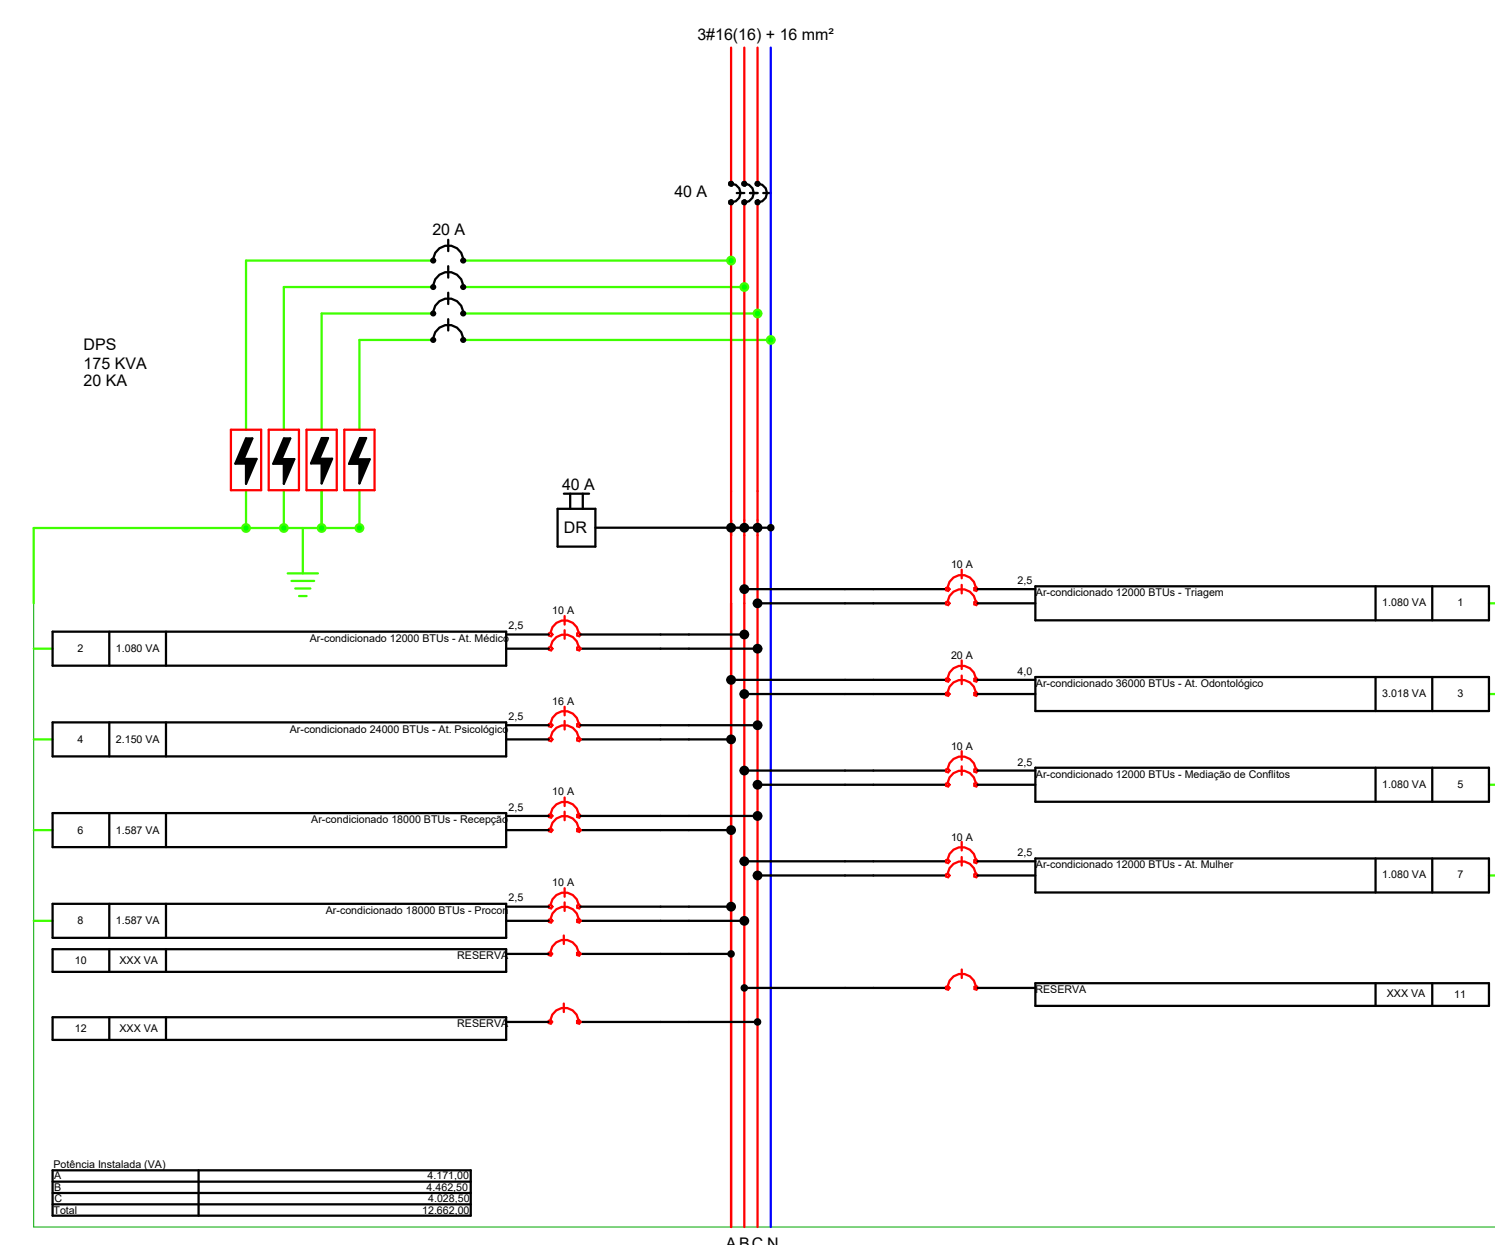 3#16(16) + 16 mm²
40 A
20 A
DPS
175 KVA
20 KA
40 A
DR
10 A
2,5
Ar-condicionado 12000 BTUs - Triagem
1.080 VA
1
10 A
2,5
2
1.080 VA
Ar-condicionado 12000 BTUs - At. Médico
20 A
4,0
Ar-condicionado 36000 BTUs - At. Odontológico
3.018 VA
3
16 A
2,5
4
2.150 VA
Ar-condicionado 24000 BTUs - At. Psicológico
10 A
2,5
Ar-condicionado 12000 BTUs - Mediação de Conflitos
1.080 VA
5
10 A
2,5
6
1.587 VA
Ar-condicionado 18000 BTUs - Recepção
10 A
2,5
Ar-condicionado 12000 BTUs - At. Mulher
1.080 VA
7
10 A
2,5
8
1.587 VA
Ar-condicionado 18000 BTUs - Procon
10
XXX VA
RESERVA
RESERVA
XXX VA
11
12
XXX VA
RESERVA
Potência Instalada (VA)
A 4.171,00
B 4.462,50
C 4.028,50
Total 12.662,00
A B C N